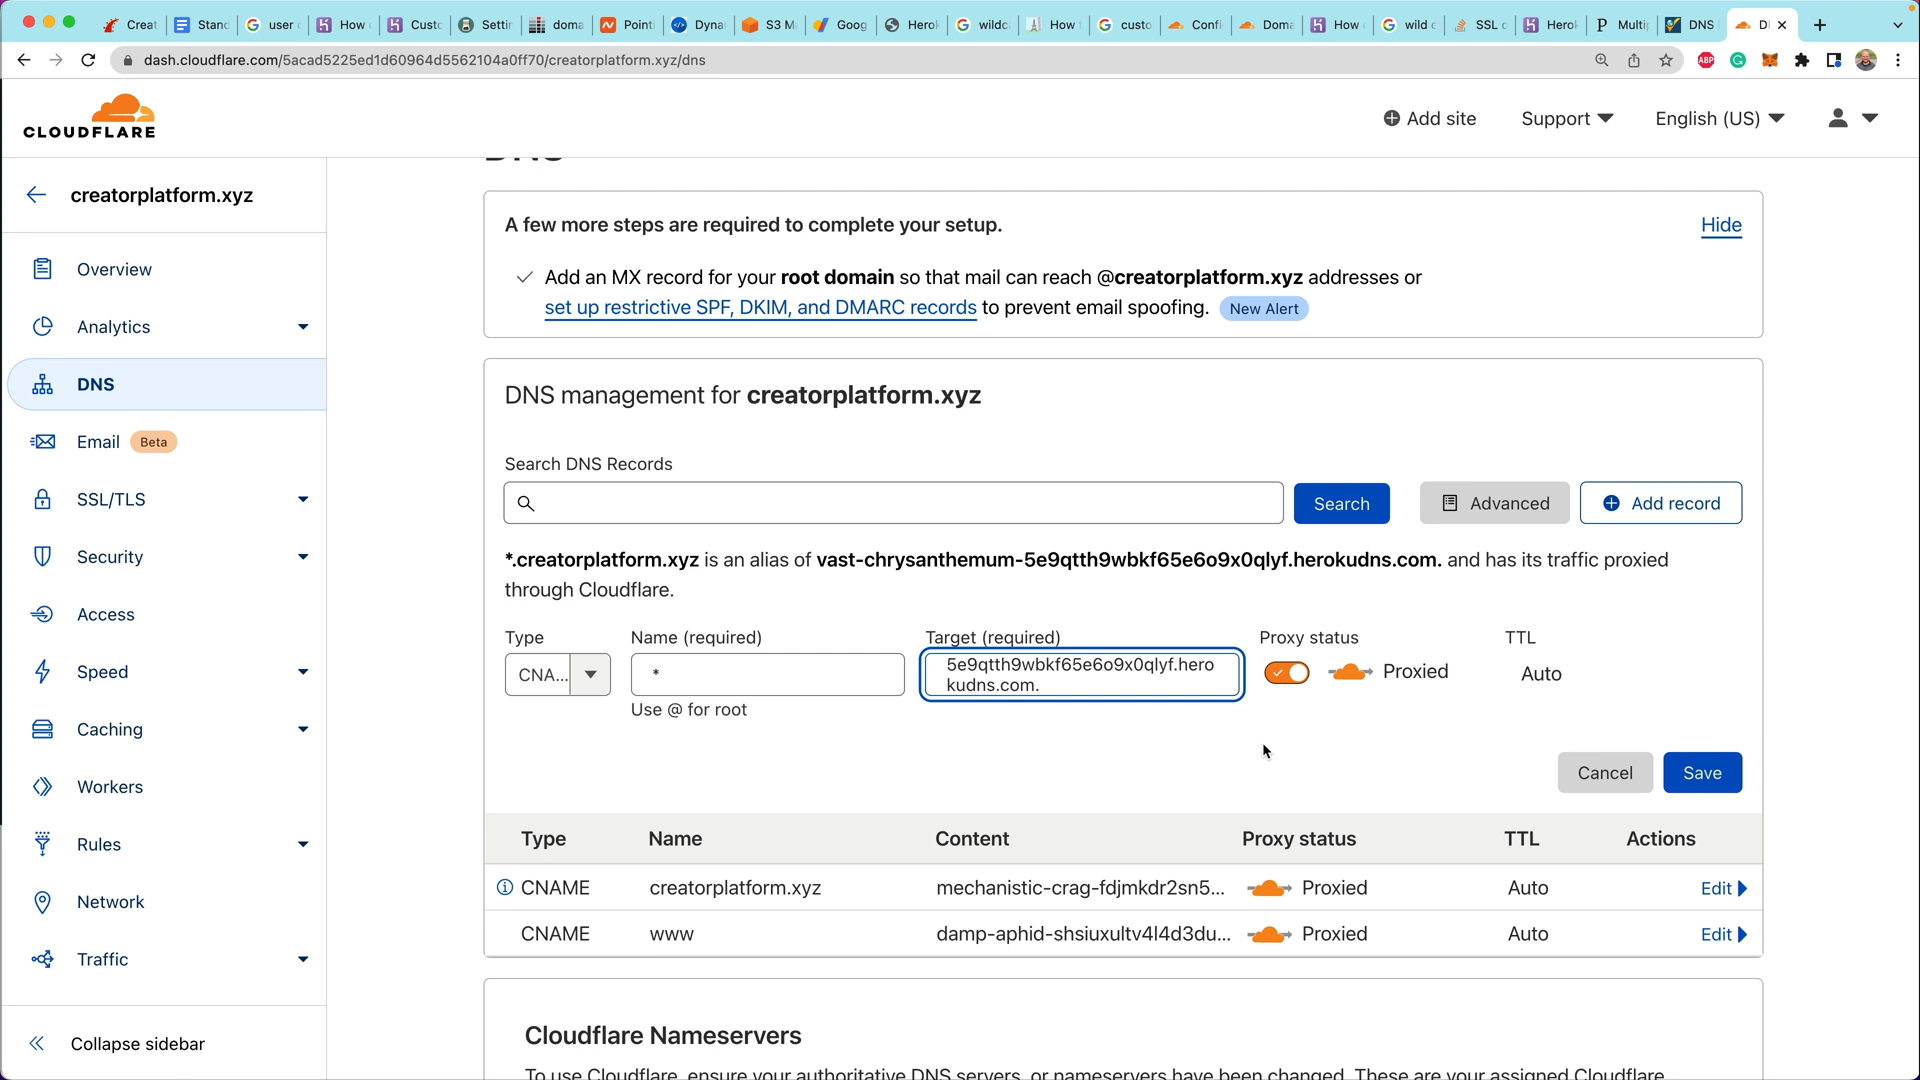 Creat
Stand
user
How
Custo
Settin
doma
Pointi
Dyna
S3 M
Goog
Herok
wildc
How
custo
Confi
Doma
How
wild c
SSL c
Herok
Multip
DNS
D
dash.cloudflare.com/5acad5225ed1d60964d5562104a0ff70/creatorplatform.xyz/dns
ABP
CLOUDFLARE
Add site
Support
English (US)
creatorplatform.xyz
Overview
Analytics
DNS
Email Beta
SSL/TLS
Security
Access
Speed
Caching
Workers
Rules
Network
Traffic
Collapse sidebar
DNS
A few more steps are required to complete your setup.
Hide
Add an MX record for your root domain so that mail can reach @creatorplatform.xyz addresses or
set up restrictive SPF, DKIM, and DMARC records to prevent email spoofing. New Alert
DNS management for creatorplatform.xyz
Search DNS Records
Search
Advanced
Add record
*.creatorplatform.xyz is an alias of vast-chrysanthemum-5e9qtth9wbkf65e6o9x0qlyf.herokudns.com. and has its traffic proxied
through Cloudflare.
Type Name (required) Target (required) Proxy status TTL
CNA... * 5e9qtth9wbkf65e6o9x0qlyf.hero
kudns.com. Proxied Auto
Use @ for root
Cancel Save
Type Name Content Proxy status TTL Actions
CNAME creatorplatform.xyz mechanistic-crag-fdjmkdr2sn5... Proxied Auto Edit
CNAME www damp-aphid-shsiuxultv4l4d3du... Proxied Auto Edit
Cloudflare Nameservers
To use Cloudflare, ensure your authoritative DNS servers, or nameservers have been changed. These are your assigned Cloudflare